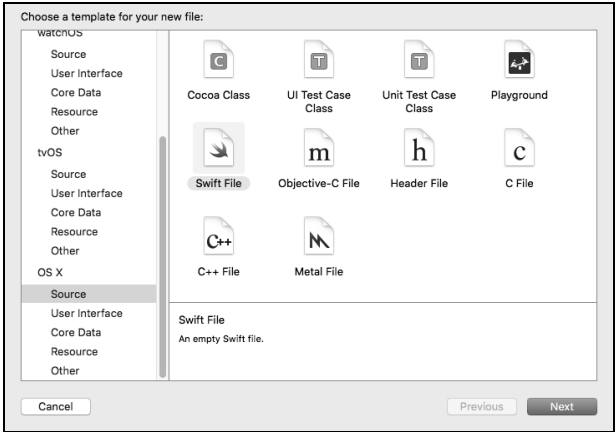 Choose a template for your new file:
watchOS
Source
User Interface
Core Data
Resource
Other
tvOS
Source
User Interface
Core Data
Resource
Other
OS X
Source
User Interface
Core Data
Resource
Other
C
T
T
Cocoa Class
UI Test Case
Class
Unit Test Case
Class
Playground
m
h
c
Swift File
Objective-C File
Header File
C File
C++
C++ File
Metal File
Swift File
An empty Swift file.
Cancel
Previous
Next